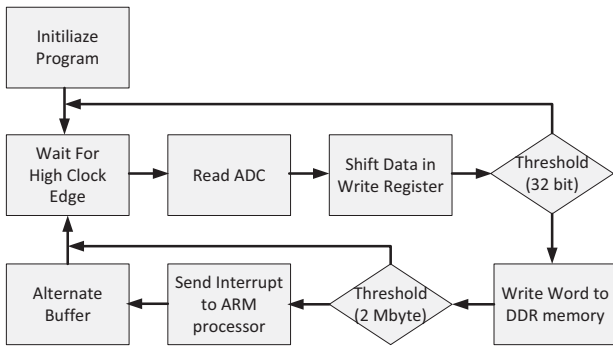 Initiliaze
Program
Wait For
High Clock
Edge
Read ADC
Shift Data in
Write Register
Threshold
(32 bit)
Alternate
Buffer
Send Interrupt
to ARM
processor
Threshold
(2 Mbyte)
Write Word to
DDR memory